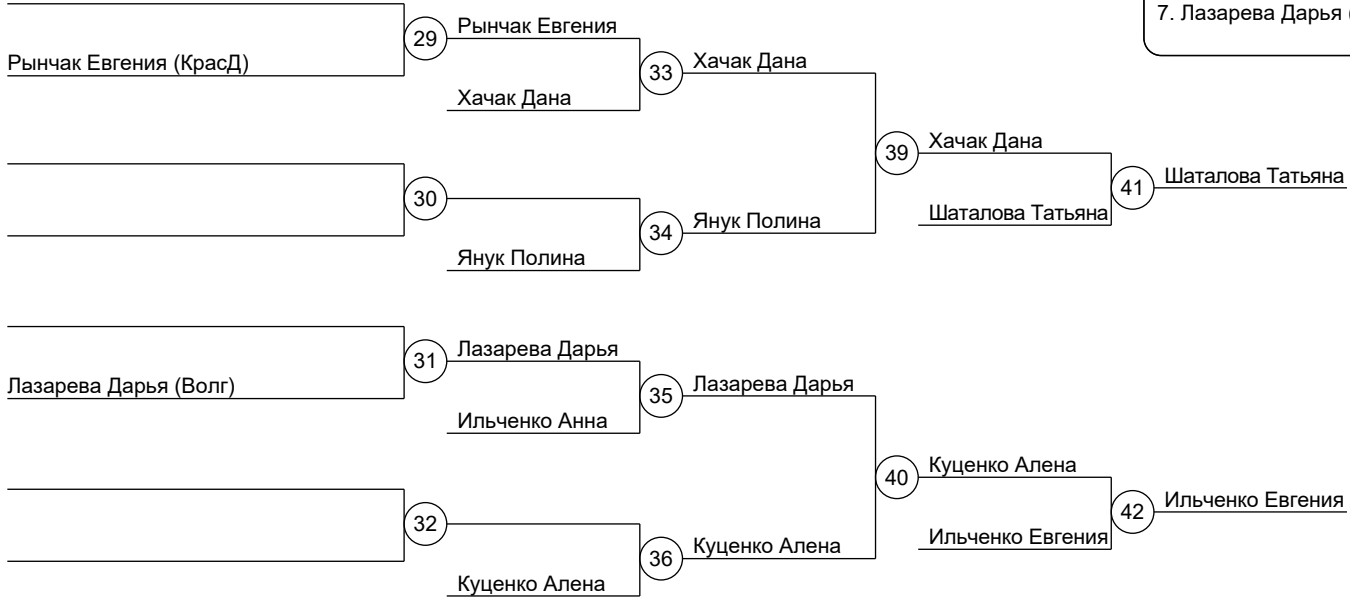 7. Лазарева Дарья (
29
Рынчак Евгения
Рынчак Евгения (КрасД)
33
Хачак Дана
Хачак Дана
39
Хачак Дана
41
Шаталова Татьяна
30
Шаталова Татьяна
34
Янук Полина
Янук Полина
31
Лазарева Дарья
Лазарева Дарья (Волг)
35
Лазарева Дарья
Ильченко Анна
40
Куценко Алена
42
Ильченко Евгения
32
Ильченко Евгения
36
Куценко Алена
Куценко Алена